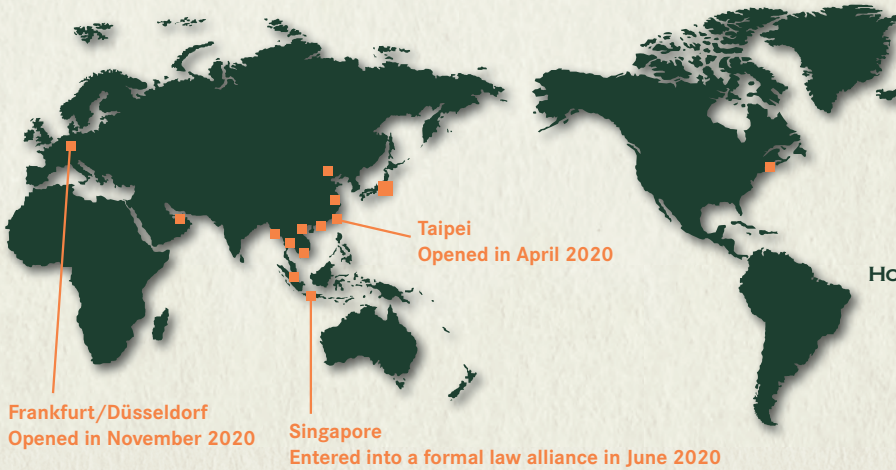 Taipei
Opened in April 2020
Frankfurt/Düsseldorf
Opened in November 2020
Singapore
Entered into a formal law alliance in June 2020